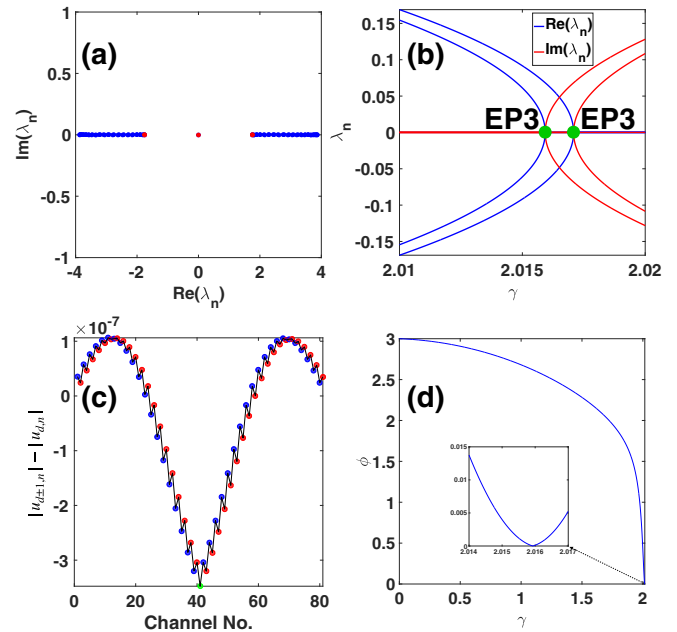 (a)
Im(λn)
1
0.5
0
-0.5
-1
-4 -2 0 2 4
Re(λn)
(b)
Re(λn)
Im(λn)
λn
0.15
0.1
0.05
0
-0.05
-0.1
-0.15
EP3 EP3
2.01 2.015 2.02
γ
(c)
× 10-7
|ud±1,n| − |ud,n|
1
0
-1
-2
-3
0 20 40 60 80
Channel No.
(d)
ϕ
3
2.5
2
1.5
1
0.5
0
0.015
0.01
0.005
0
2.014 2.015 2.016 2.017
0 0.5 1 1.5 2
γ